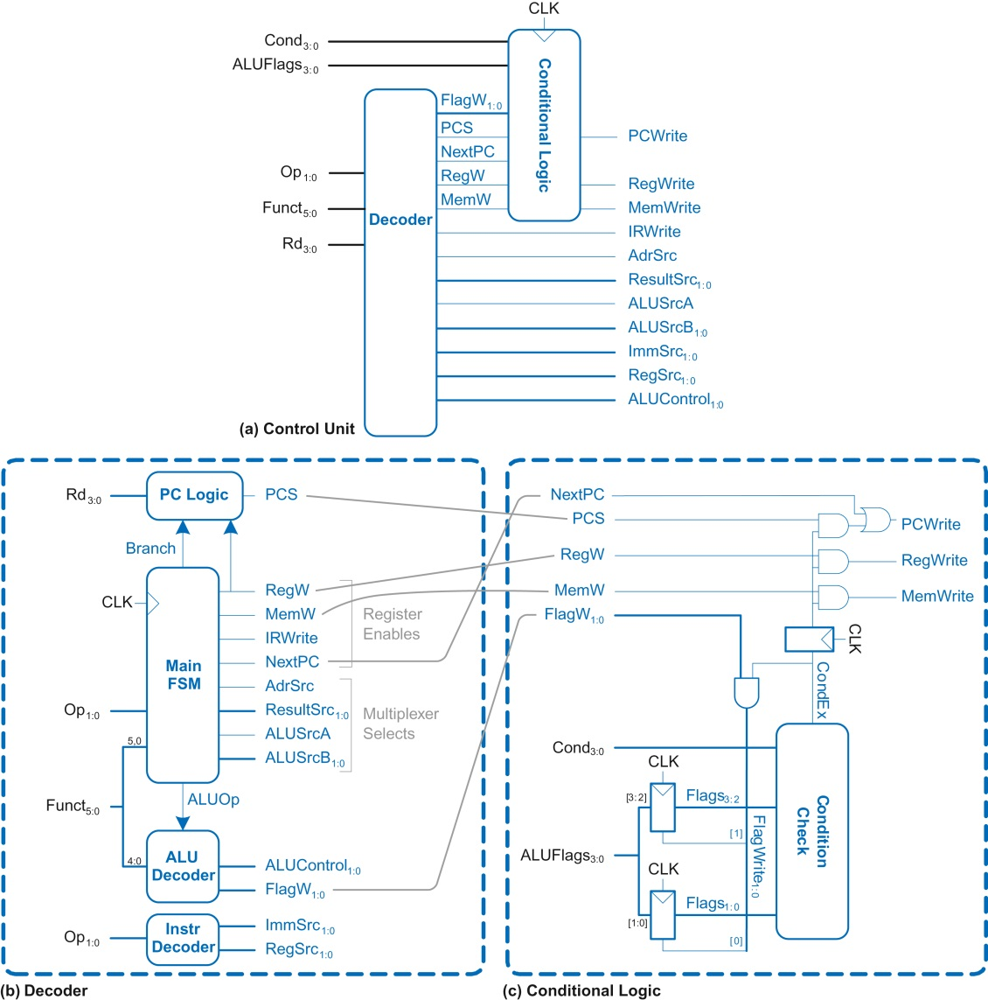 CLK
Cond3:0
ALUFlags3:0
Conditional Logic
FlagW1:0
PCS
NextPC
RegW
MemW
PCWrite
Op1:0
Funct5:0
Rd3:0
Decoder
RegWrite
MemWrite
IRWrite
AdrSrc
ResultSrc1:0
ALUSrcA
ALUSrcB1:0
ImmSrc1:0
RegSrc1:0
ALUControl1:0
(a) Control Unit
Rd3:0
PC Logic
PCS
Branch
CLK
Main
FSM
RegW
MemW
IRWrite
NextPC
Register
Enables
AdrSrc
ResultSrc1:0
ALUSrcA
ALUSrcB1:0
Multiplexer
Selects
Op1:0
5,0
Funct5:0
ALUOp
4:0
ALU
Decoder
ALUControl1:0
FlagW1:0
Op1:0
Instr
Decoder
ImmSrc1:0
RegSrc1:0
(b) Decoder
NextPC
PCS
RegW
MemW
FlagW1:0
PCWrite
RegWrite
MemWrite
CLK
CondEx
Cond3:0
CLK
[3:2]
Flags3:2
[1]
FlagWrite1:0
Condition
Check
ALUFlags3:0
CLK
Flags1:0
[1:0]
[0]
(c) Conditional Logic